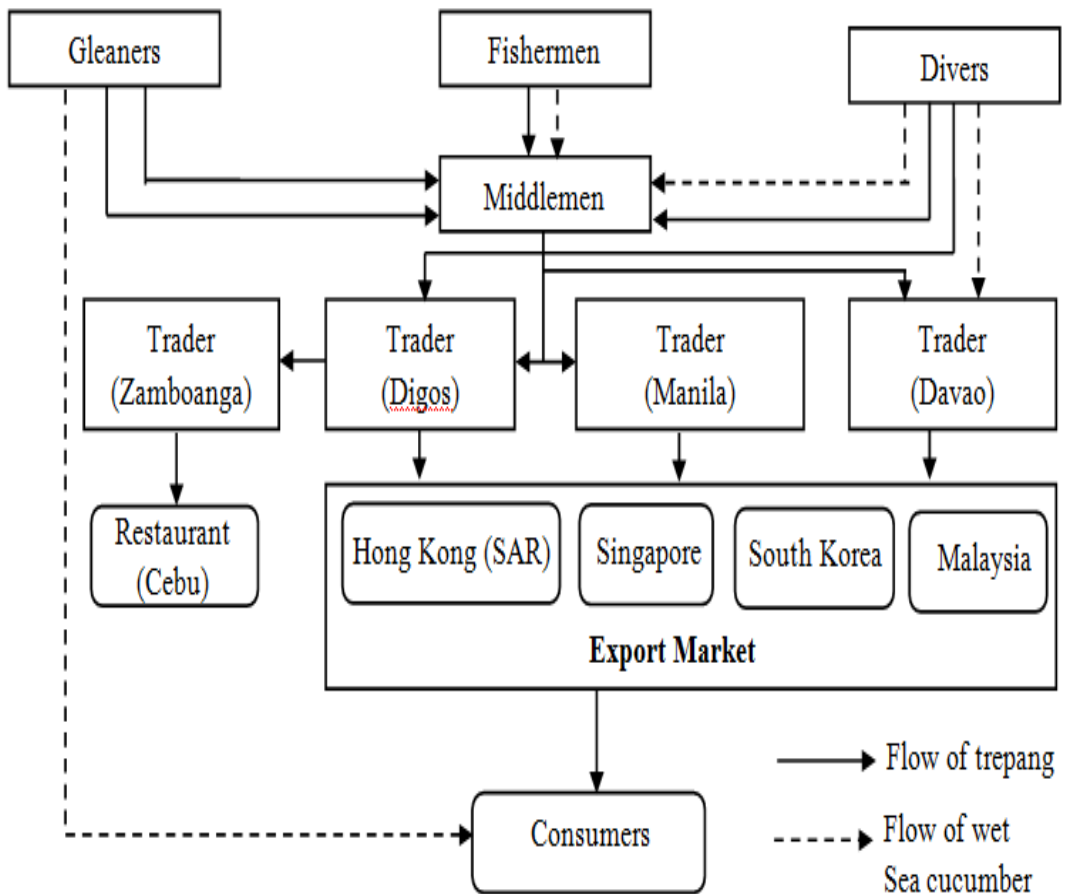 Gleaners
Fishermen
Divers
Middlemen
Trader
(Zamboanga)
Trader
(Digos)
Trader
(Manila)
Trader
(Davao)
Restaurant
(Cebu)
Hong Kong (SAR)
Singapore
South Korea
Malaysia
Export Market
Consumers
Flow of trepang
Flow of wet
Sea cucumber